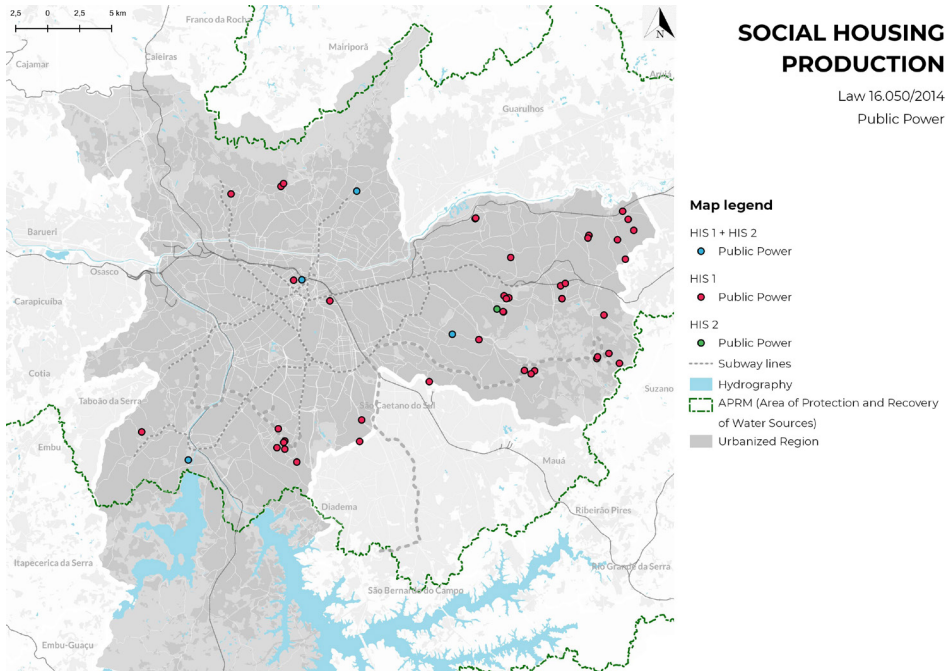 2,5 0 2,5 5 km
Franco da Rocha
Mairiporã
Caieiras
Cajamar
Arujá
Guarulhos
N
SOCIAL HOUSING
PRODUCTION
Law 16.050/2014
Public Power
Barueri
Osasco
Carapicuiba
Cotia
Taboão da Serra
São Caetano do Sul
Suzano
Embu
Mauá
Diadema
Ribeirão Pires
Itapecerica da Serra
Rio Grande da Serra
São Bernardo do Campo
Embu-Guaçu
Map legend
HIS 1 + HIS 2
Public Power
HIS 1
Public Power
HIS 2
Public Power
Subway lines
Hydrography
APRM (Area of Protection and Recovery
of Water Sources)
Urbanized Region